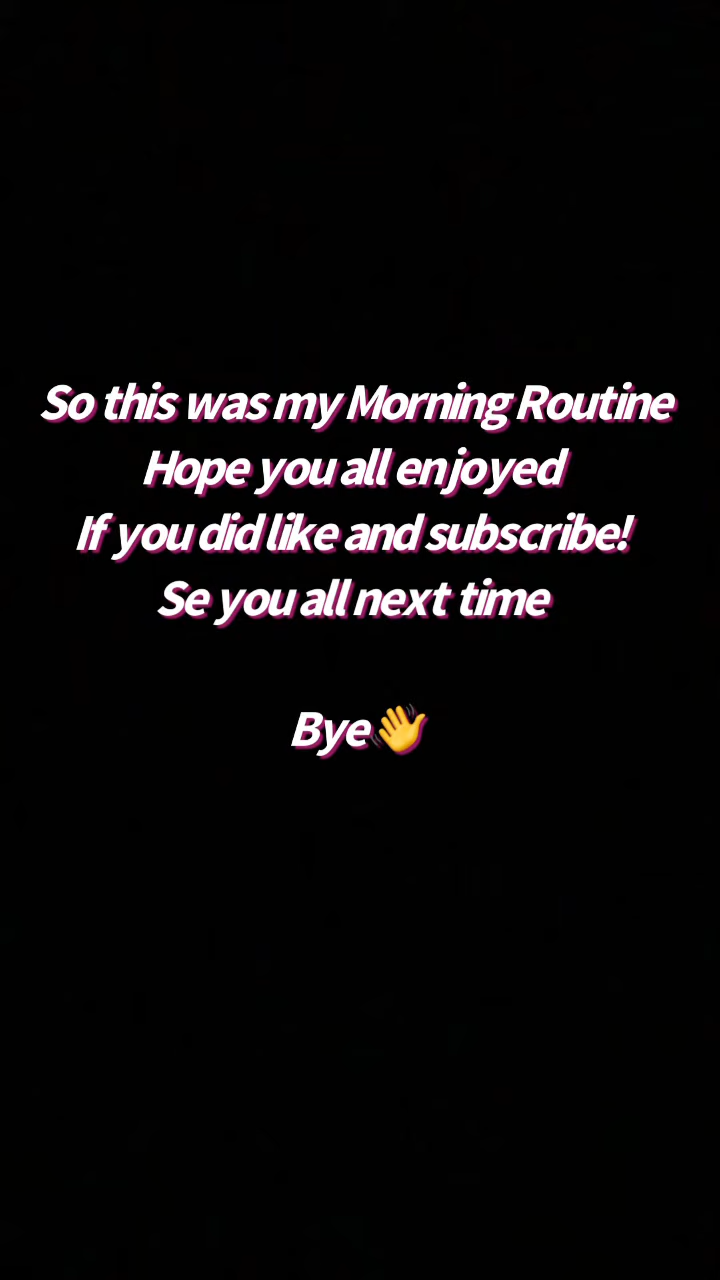 So this was my Morning Routine
Hope you all enjoyed
If you did like and subscribe!
Se you all next time
Bye👋